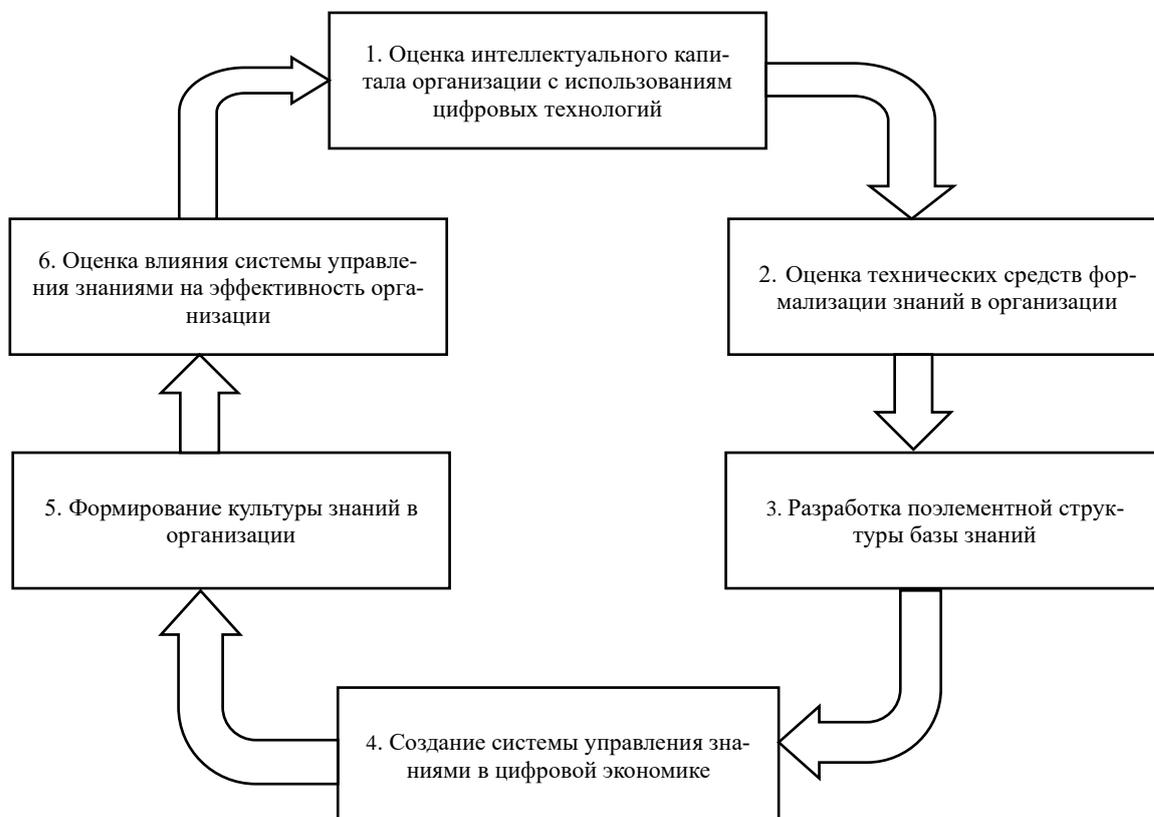 1. Оценка интеллектуального капи-
тала организации с использованиям
цифровых технологий
2. Оценка технических средств фор-
мализации знаний в организации
3. Разработка поэлементной струк-
туры базы знаний
4. Создание системы управления зна-
ниями в цифровой экономике
5. Формирование культуры знаний в
организации
6. Оценка влияния системы управле-
ния знаниями на эффективность орга-
низации